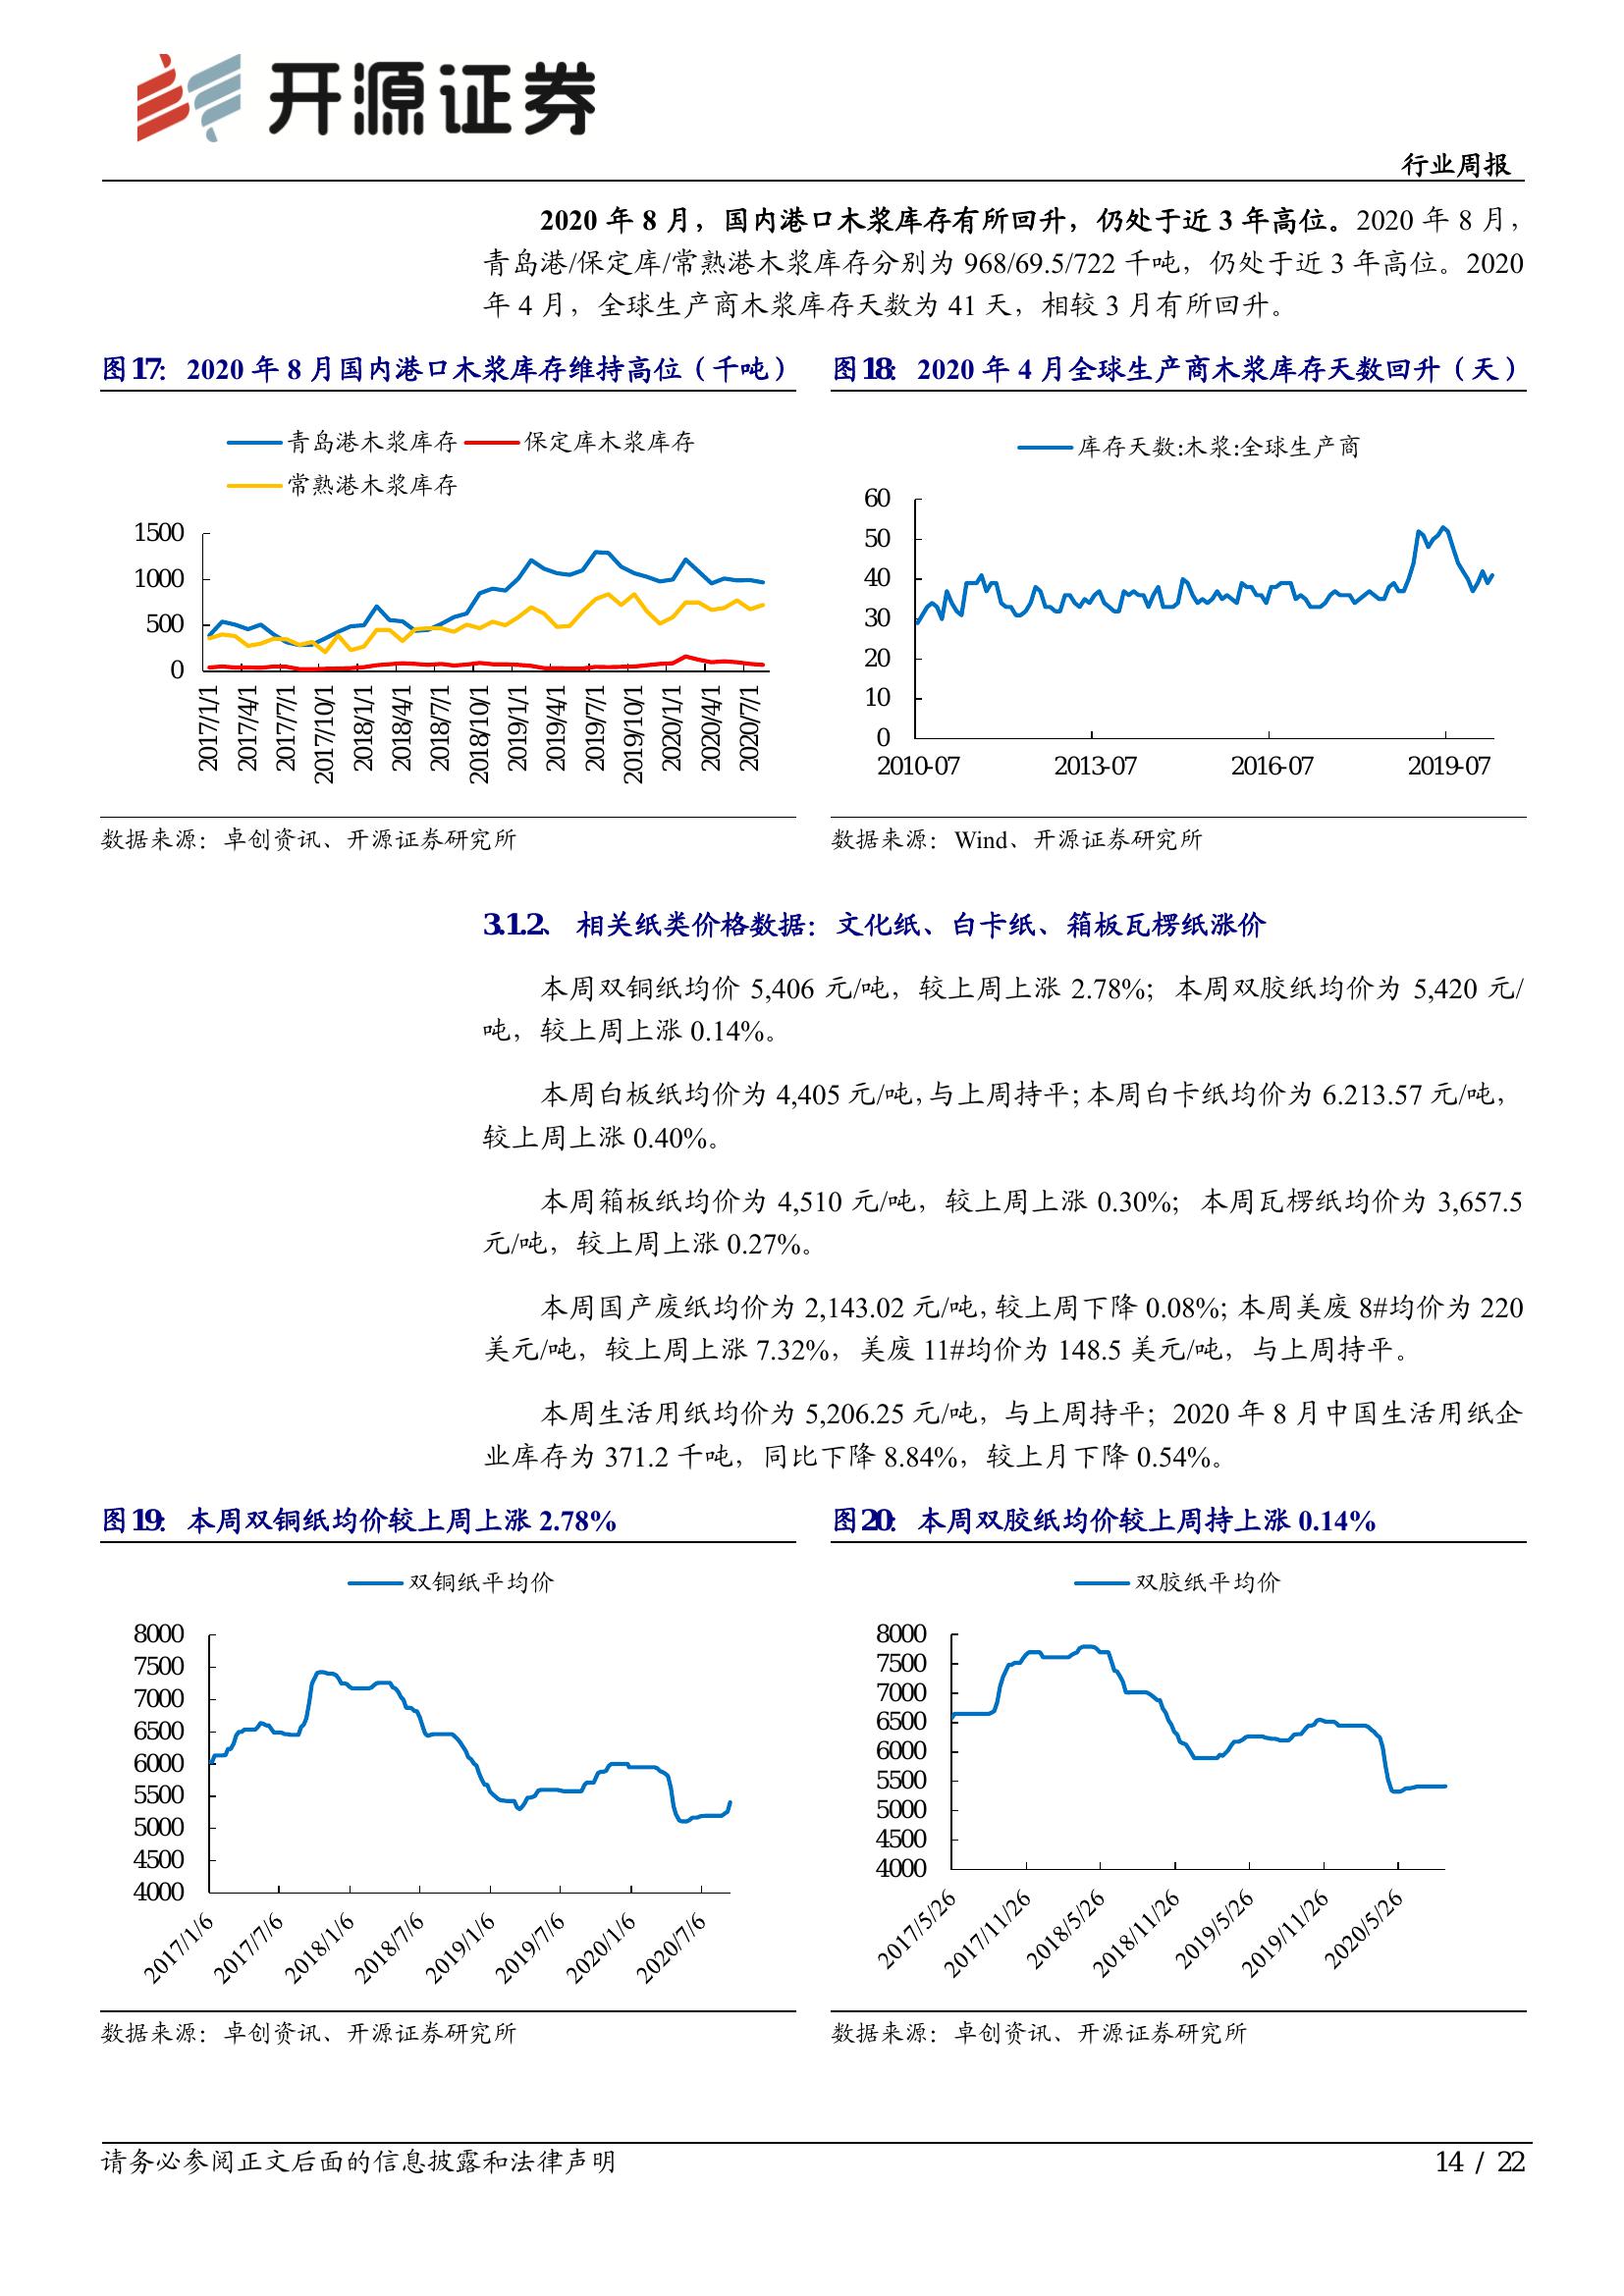 开源证券
行业周报
2020 年 8 月，国内港口木浆库存有所回升，仍处于近 3 年高位。2020 年 8 月，
青岛港/保定库/常熟港木浆库存分别为 968/69.5/722 千吨，仍处于近 3 年高位。2020
年 4 月，全球生产商木浆库存天数为 41 天，相较 3 月有所回升。
图17： 2020 年 8 月国内港口木浆库存维持高位（千吨）
青岛港木浆库存 保定库木浆库存
常熟港木浆库存
1500
1000
500
0
2017/1/1 2017/4/1 2017/7/1 2017/10/1 2018/1/1 2018/4/1 2018/7/1 2018/10/1 2019/1/1 2019/4/1 2019/7/1 2019/10/1 2020/1/1 2020/4/1 2020/7/1
数据来源：卓创资讯、开源证券研究所
图18： 2020 年 4 月全球生产商木浆库存天数回升（天）
库存天数:木浆:全球生产商
60
50
40
30
20
10
0
2010-07 2013-07 2016-07 2019-07
数据来源：Wind、开源证券研究所
3.1.2、 相关纸类价格数据：文化纸、白卡纸、箱板瓦楞纸涨价
本周双铜纸均价 5,406 元/吨，较上周上涨 2.78%；本周双胶纸均价为 5,420 元/
吨，较上周上涨 0.14%。
本周白板纸均价为 4,405 元/吨，与上周持平；本周白卡纸均价为 6.213.57 元/吨，
较上周上涨 0.40%。
本周箱板纸均价为 4,510 元/吨，较上周上涨 0.30%；本周瓦楞纸均价为 3,657.5
元/吨，较上周上涨 0.27%。
本周国产废纸均价为 2,143.02 元/吨，较上周下降 0.08%；本周美废 8#均价为 220
美元/吨，较上周上涨 7.32%，美废 11#均价为 148.5 美元/吨，与上周持平。
本周生活用纸均价为 5,206.25 元/吨，与上周持平；2020 年 8 月中国生活用纸企
业库存为 371.2 千吨，同比下降 8.84%，较上月下降 0.54%。
图19： 本周双铜纸均价较上周上涨 2.78%
双铜纸平均价
8000
7500
7000
6500
6000
5500
5000
4500
4000
2017/1/6 2017/7/6 2018/1/6 2018/7/6 2019/1/6 2019/7/6 2020/1/6 2020/7/6
数据来源：卓创资讯、开源证券研究所
图20： 本周双胶纸均价较上周持上涨 0.14%
双胶纸平均价
8000
7500
7000
6500
6000
5500
5000
4500
4000
2017/5/26 2017/11/26 2018/5/26 2018/11/26 2019/5/26 2019/11/26 2020/5/26
数据来源：卓创资讯、开源证券研究所
请务必参阅正文后面的信息披露和法律声明
14 / 22